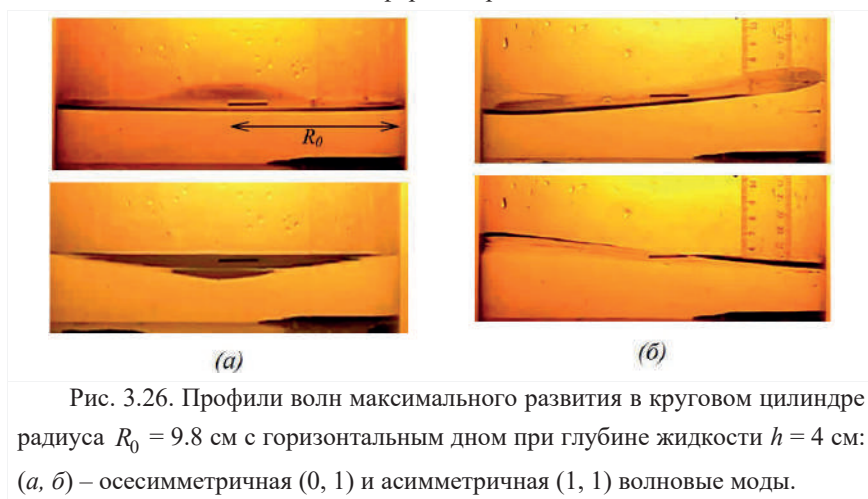 R₀
(а)
(б)
Рис. 3.26. Профили волн максимального развития в круговом цилиндре
радиуса R₀ = 9.8 см с горизонтальным дном при глубине жидкости h = 4 см:
(а, б) – осесимметричная (0, 1) и асимметричная (1, 1) волновые моды.